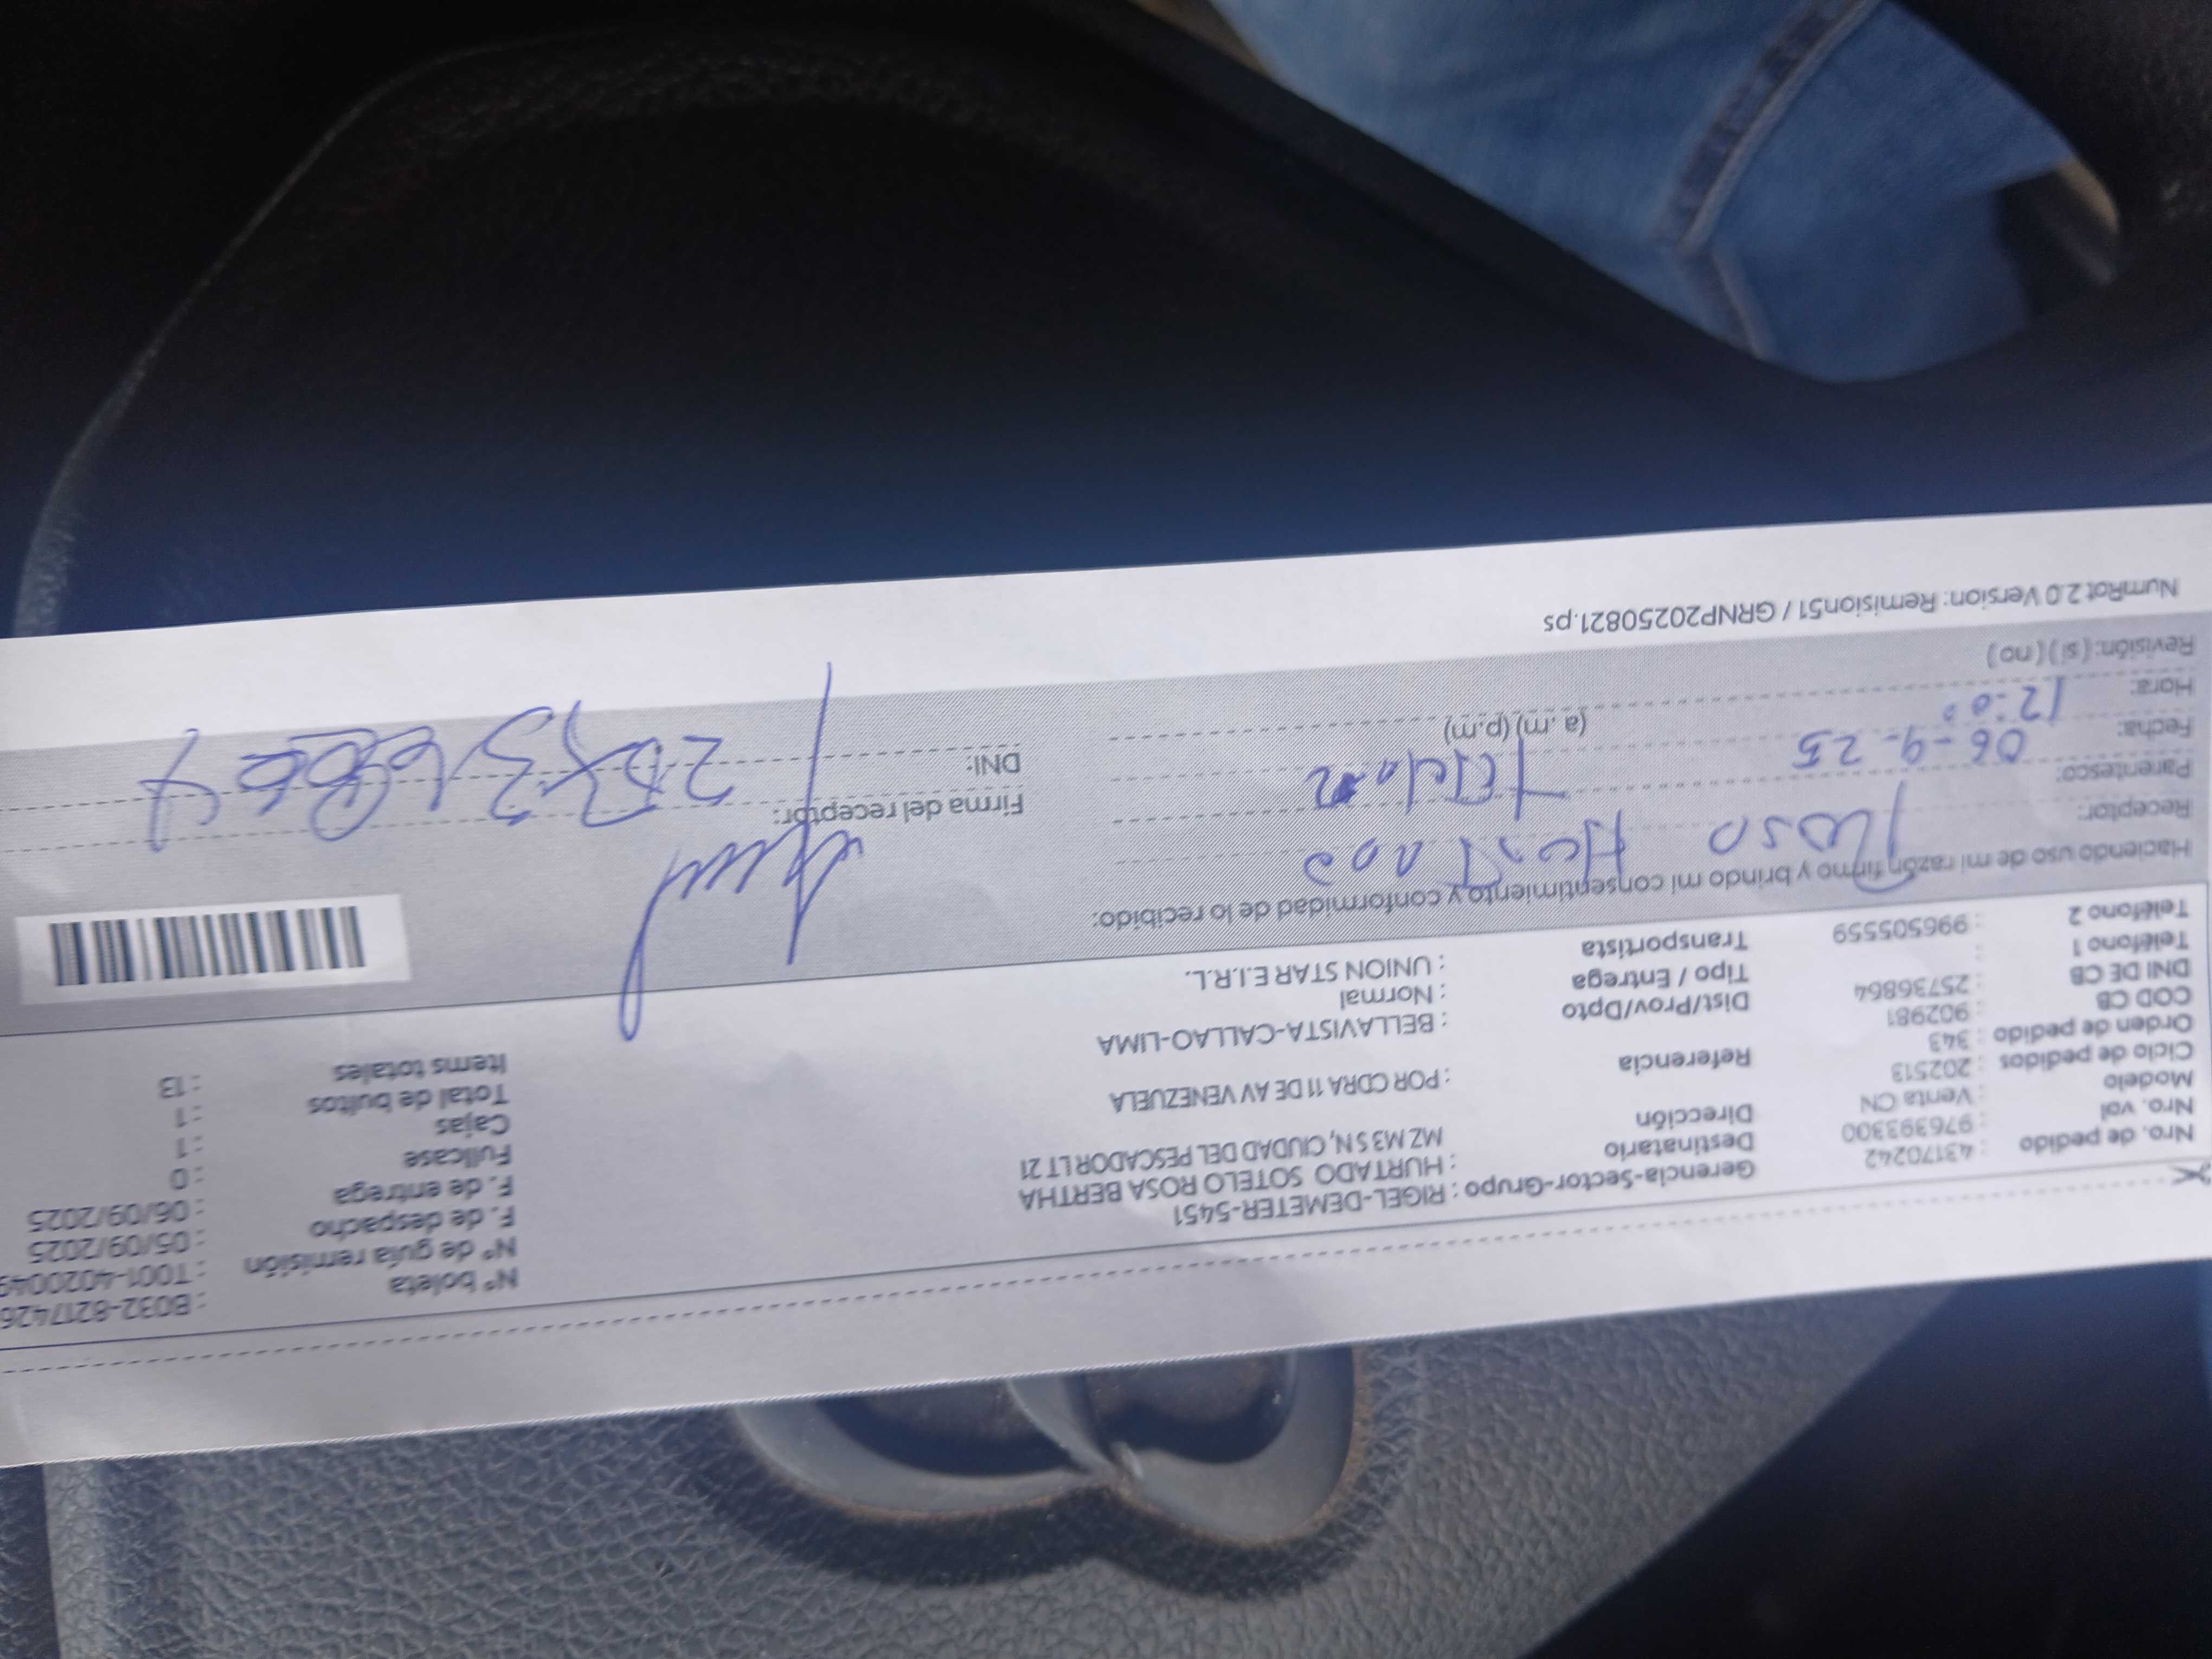 Nro. de pedido : 43170242
Nro. vol : 976393300
Modelo : Venta CN
Ciclo de pedidos : 202513
Orden de pedido : 343
COD CB : 902981
DNI DE CB : 25736864
Teléfono 1 :
Teléfono 2 : 996505559
Gerencia-Sector-Grupo : RIGEL-DEMETER-5451
Destinatario : HURTADO SOTELO ROSA BERTHA
Dirección MZ M3 S N, CIUDAD DEL PESCADOR LT 21
Referencia : POR CDRA 11 DE AV VENEZUELA
Dist/Prov/Dpto : BELLAVISTA-CALLAO-LIMA
Tipo / Entrega : Normal
Transportista : UNION STAR E.I.R.L.
Nº boleta : B032-8217426
Nº de guía remisión : T001-4020049
F. de despacho : 05/09/2025
F. de entrega : 06/09/2025
Fullcase : 0
Cajas : 1
Total de bultos : 1
Items totales : 13
Haciendo uso de mi razón firmo y brindo mi consentimiento y conformidad de lo recibido:
Receptor: Rosa
Parentesco:
Fecha: 06-9-25
Hora: 12:00 (a.m) (p.m)
Revisión: (si) (no)
Firma del receptor:
DNI: 25736864
NumRot 2.0 Version: Remision51 / GRNP20250821.ps